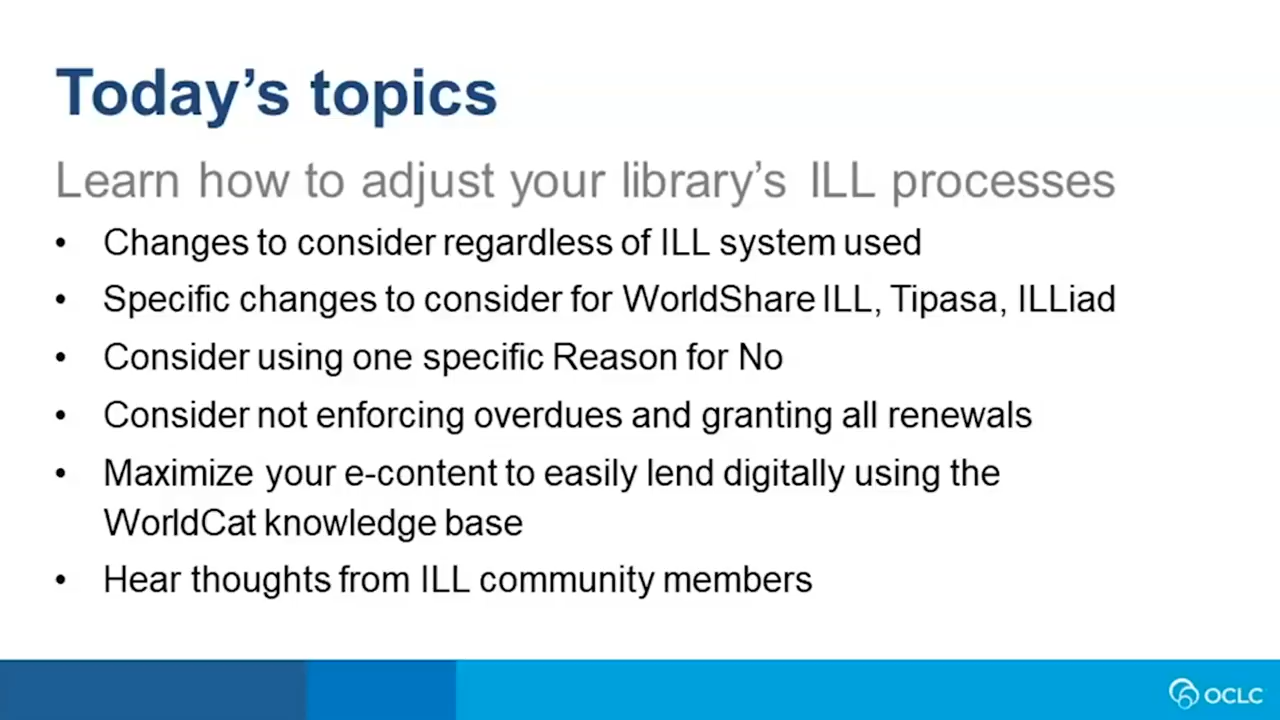 Today's topics
Learn how to adjust your library's ILL processes
• Changes to consider regardless of ILL system used
• Specific changes to consider for WorldShare ILL, Tipasa, ILLiad
• Consider using one specific Reason for No
• Consider not enforcing overdues and granting all renewals
• Maximize your e-content to easily lend digitally using the
WorldCat knowledge base
• Hear thoughts from ILL community members
OCLC